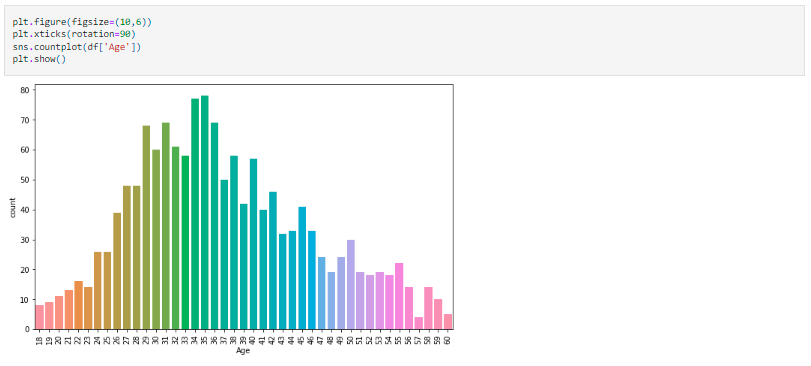 plt.figure(figsize=(10,6))
plt.xticks(rotation=90)
sns.countplot(df['Age'])
plt.show()
80
70
60
50
40
30
20
10
0
count
18 19 20 21 22 23 24 25 26 27 28 29 30 31 32 33 34 35 36 37 38 39 40 41 42 43 44 45 46 47 48 49 50 51 52 53 54 55 56 57 58 59 60
Age